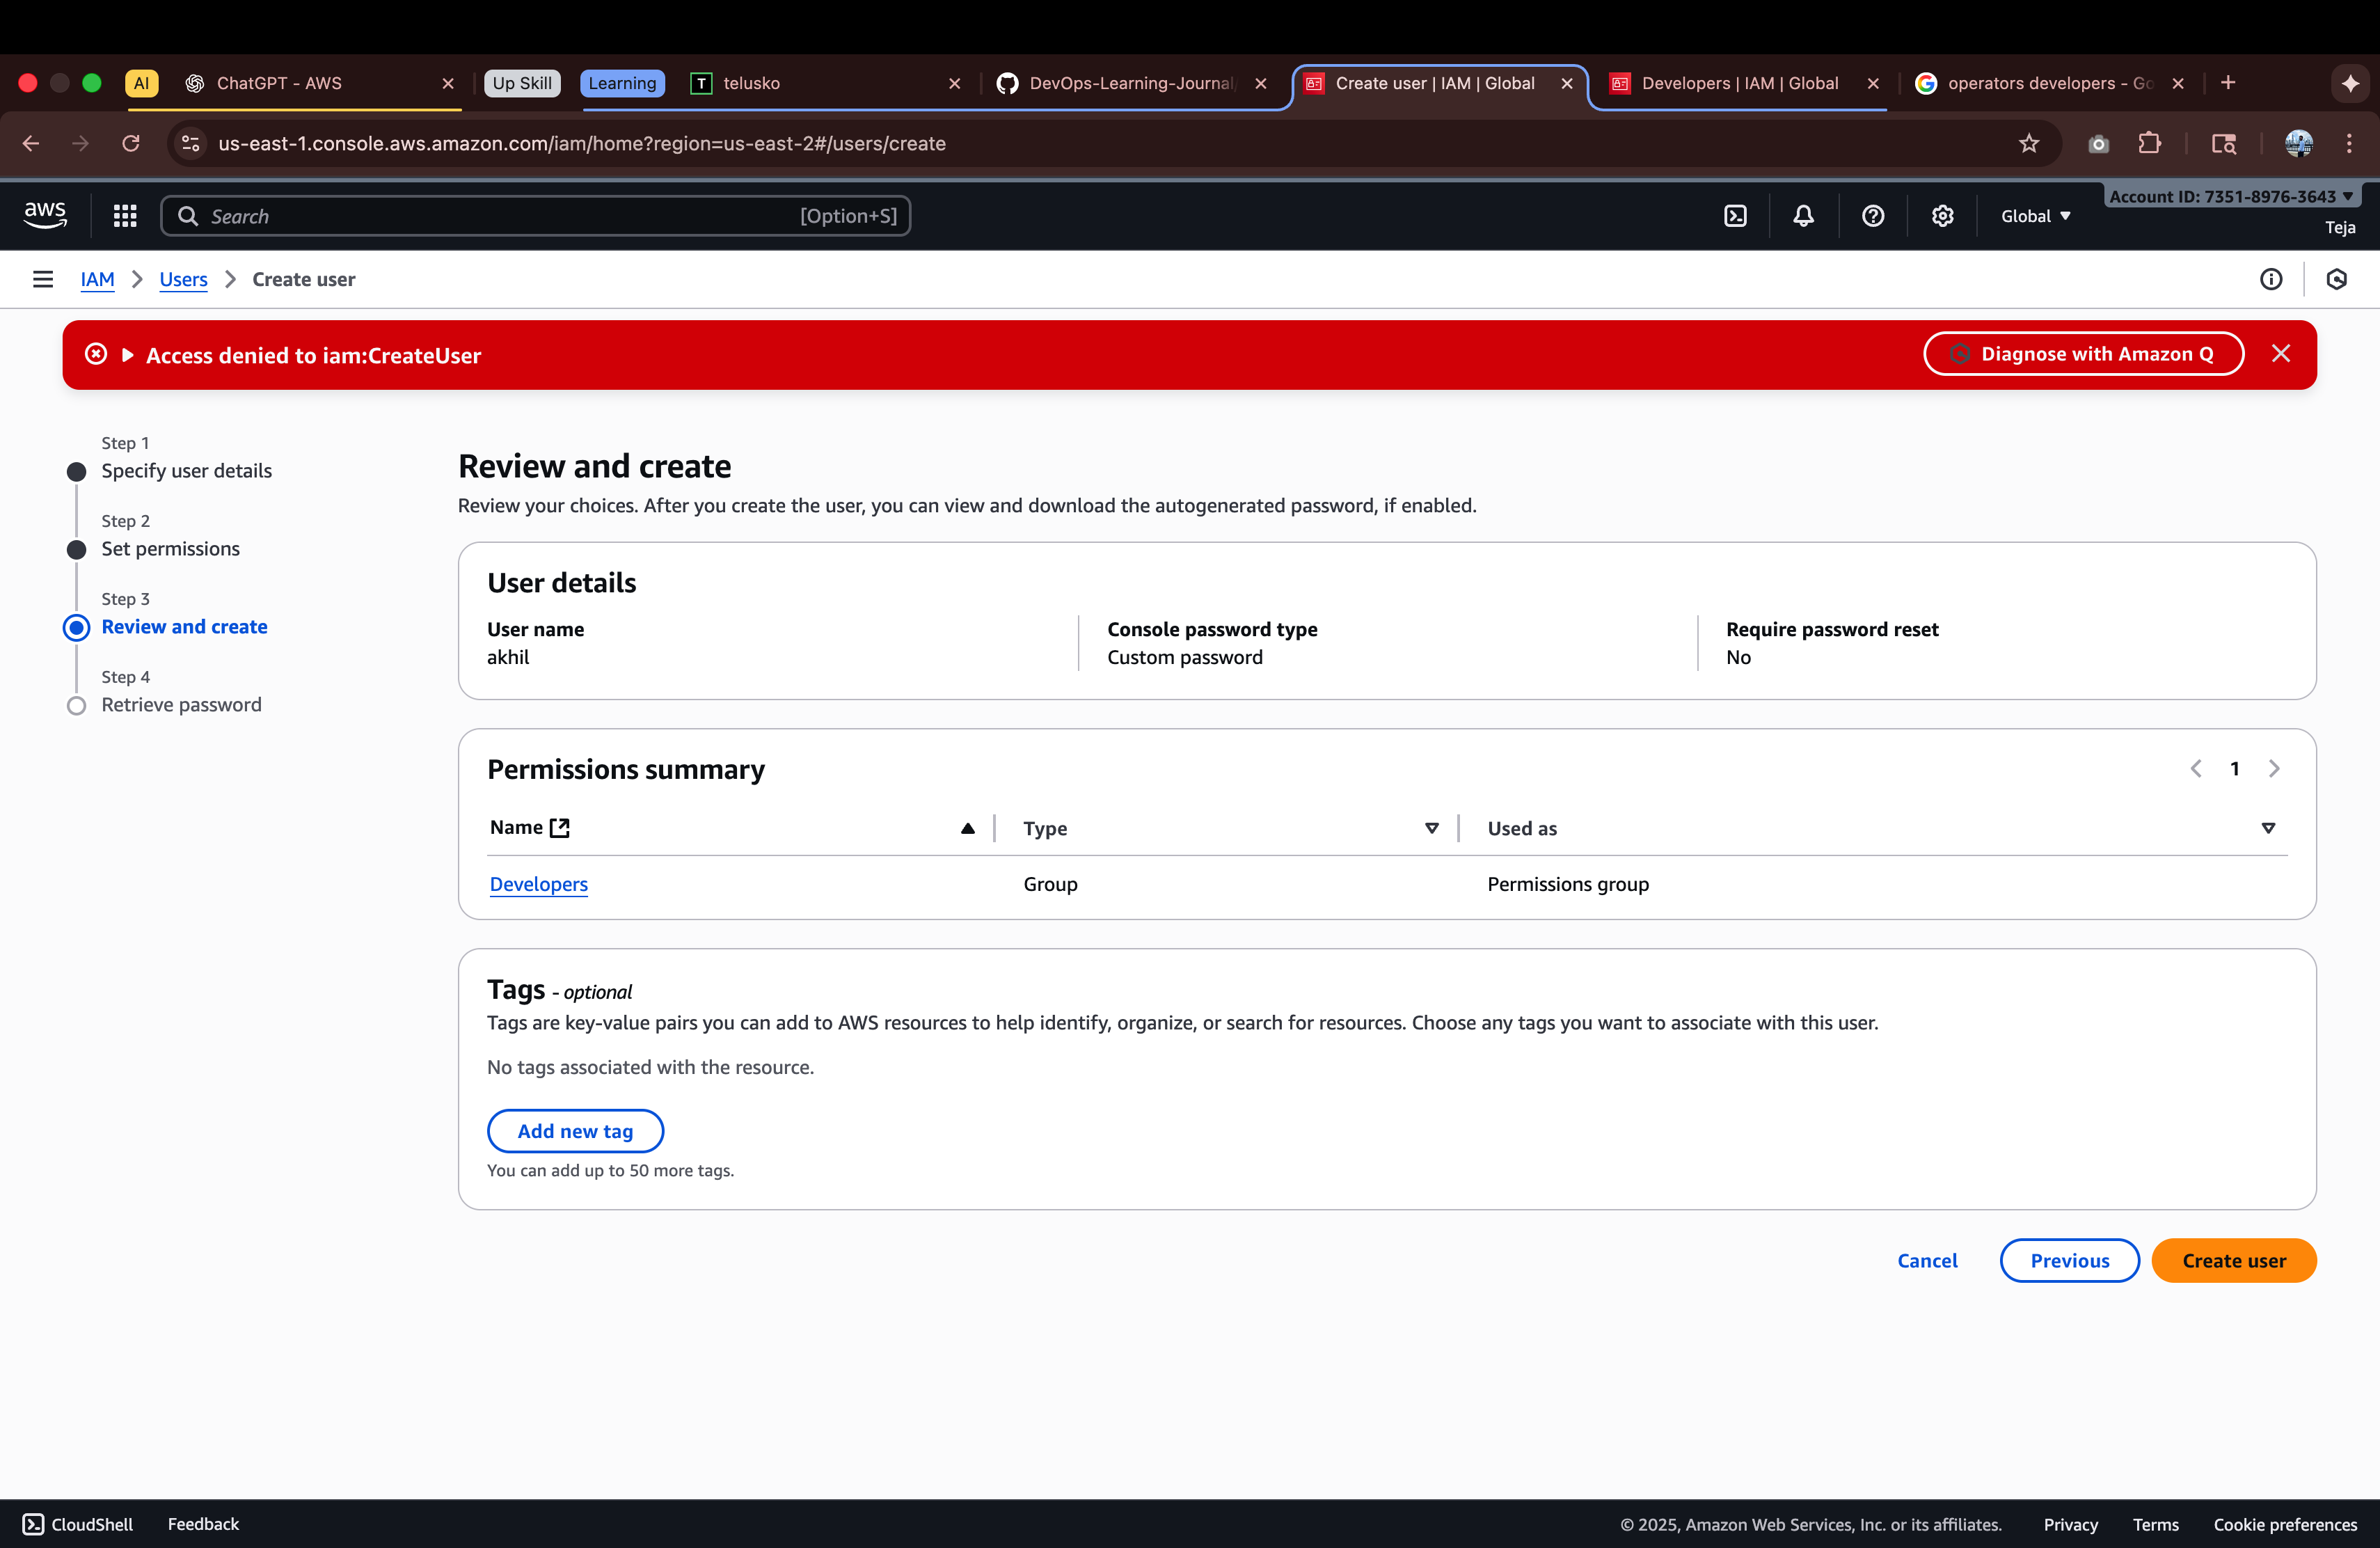 AI
ChatGPT - AWS
Up Skill
Learning
T telusko
DevOps-Learning-Journal
Create user | IAM | Global
Developers | IAM | Global
operators developers - Go
us-east-1.console.aws.amazon.com/iam/home?region=us-east-2#/users/create
aws
Search [Option+S]
Global
Account ID: 7351-8976-3643
Teja
IAM > Users > Create user
Access denied to iam:CreateUser
Diagnose with Amazon Q
Step 1
Specify user details
Step 2
Set permissions
Step 3
Review and create
Step 4
Retrieve password
Review and create
Review your choices. After you create the user, you can view and download the autogenerated password, if enabled.
User details
User name
akhil
Console password type
Custom password
Require password reset
No
Permissions summary
1
Name Type Used as
Developers Group Permissions group
Tags - optional
Tags are key-value pairs you can add to AWS resources to help identify, organize, or search for resources. Choose any tags you want to associate with this user.
No tags associated with the resource.
Add new tag
You can add up to 50 more tags.
Cancel Previous Create user
CloudShell Feedback © 2025, Amazon Web Services, Inc. or its affiliates. Privacy Terms Cookie preferences